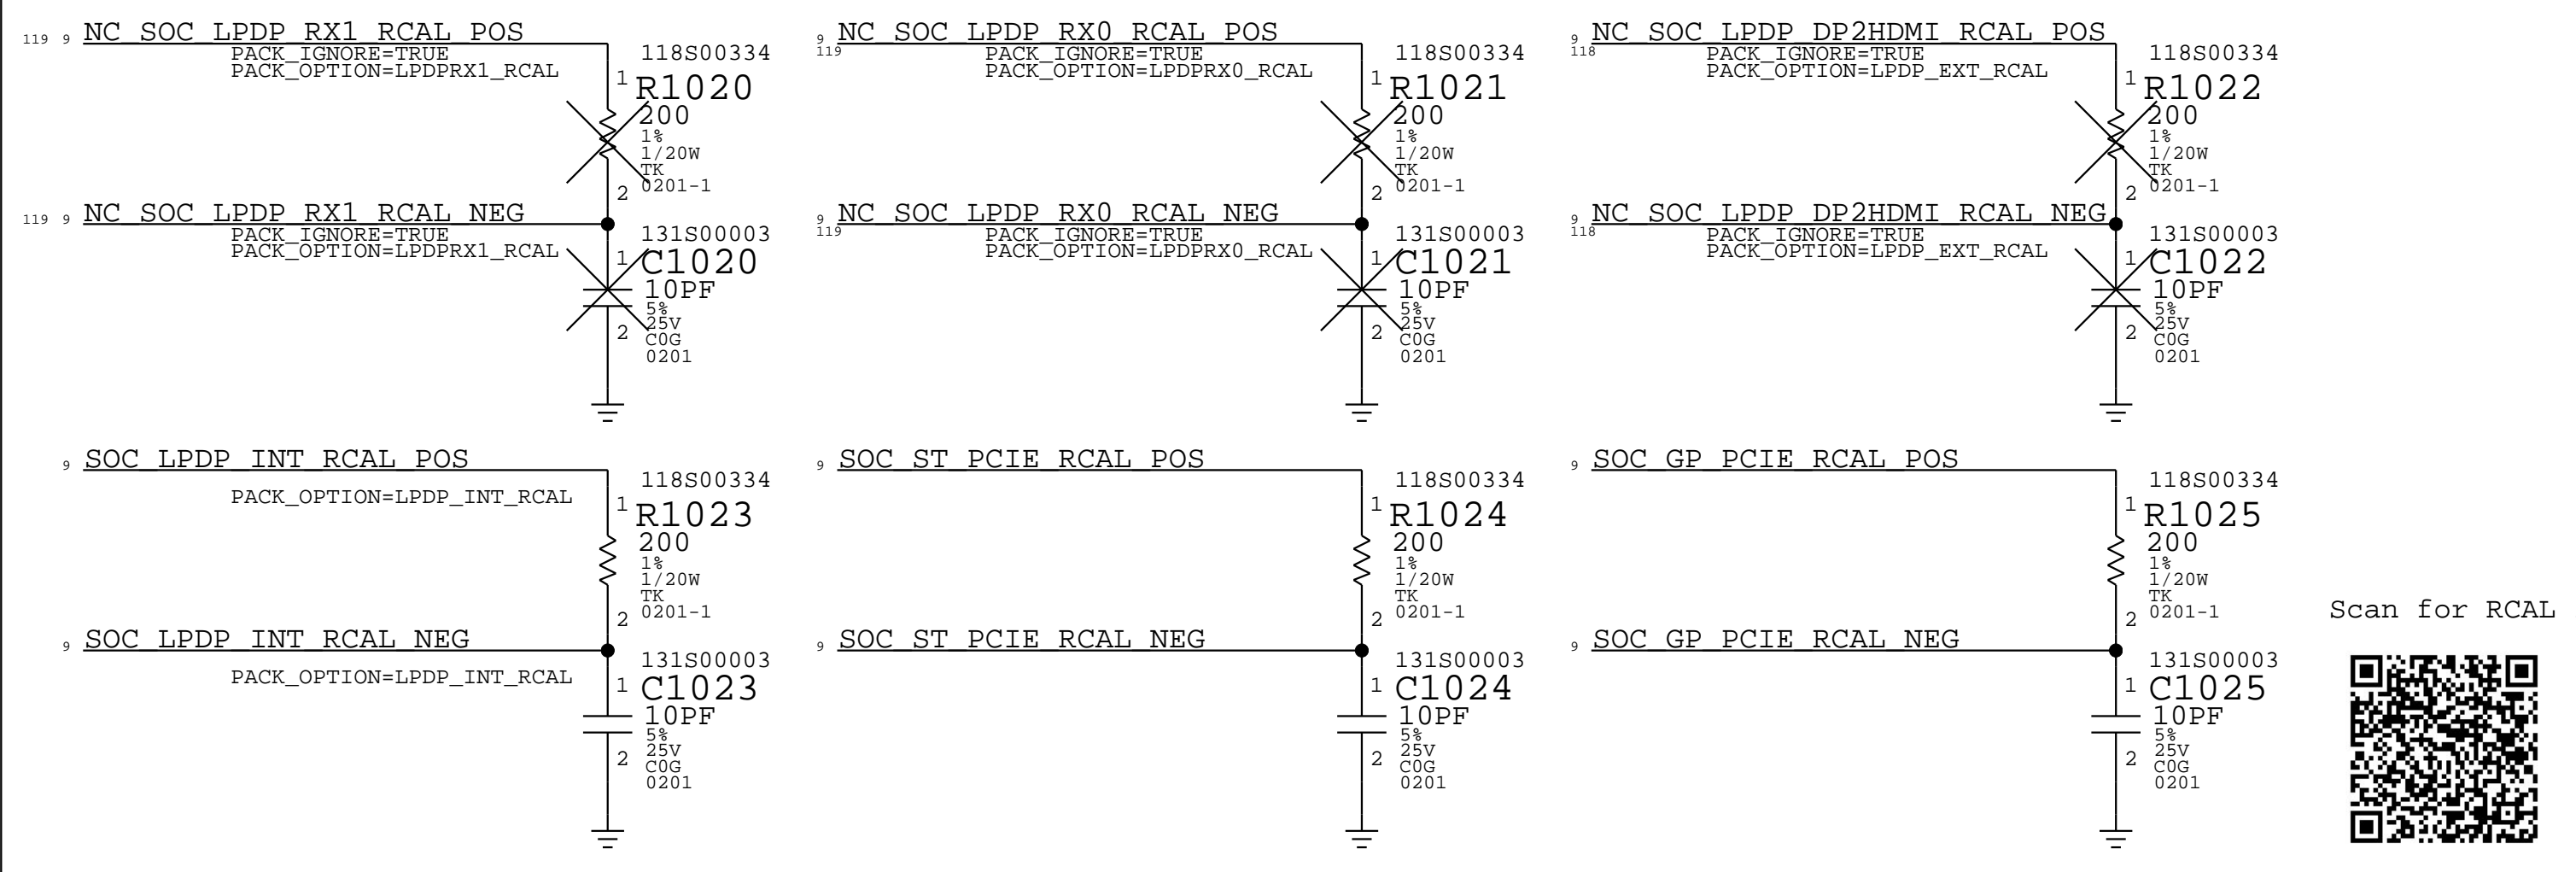 119 9 NC_SOC_LPDP_RX1_RCAL_POS
PACK_IGNORE=TRUE
PACK_OPTION=LPDPRX1_RCAL
118S00334
1
R1020
200
1%
1/20W
TK
0201-1
2
119 9 NC_SOC_LPDP_RX1_RCAL_NEG
PACK_IGNORE=TRUE
PACK_OPTION=LPDPRX1_RCAL
131S00003
1
C1020
10PF
5%
25V
C0G
0201
2
9 NC_SOC_LPDP_RX0_RCAL_POS
119
PACK_IGNORE=TRUE
PACK_OPTION=LPDPRX0_RCAL
118S00334
1
R1021
200
1%
1/20W
TK
0201-1
2
9 NC_SOC_LPDP_RX0_RCAL_NEG
119
PACK_IGNORE=TRUE
PACK_OPTION=LPDPRX0_RCAL
131S00003
1
C1021
10PF
5%
25V
C0G
0201
2
9 NC_SOC_LPDP_DP2HDMI_RCAL_POS
118
PACK_IGNORE=TRUE
PACK_OPTION=LPDP_EXT_RCAL
118S00334
1
R1022
200
1%
1/20W
TK
0201-1
2
9 NC_SOC_LPDP_DP2HDMI_RCAL_NEG
118
PACK_IGNORE=TRUE
PACK_OPTION=LPDP_EXT_RCAL
131S00003
1
C1022
10PF
5%
25V
C0G
0201
2
9 SOC_LPDP_INT_RCAL_POS
PACK_OPTION=LPDP_INT_RCAL
118S00334
1
R1023
200
1%
1/20W
TK
0201-1
2
9 SOC_LPDP_INT_RCAL_NEG
PACK_OPTION=LPDP_INT_RCAL
131S00003
1
C1023
10PF
5%
25V
C0G
0201
2
9 SOC_ST_PCIE_RCAL_POS
118S00334
1
R1024
200
1%
1/20W
TK
0201-1
2
9 SOC_ST_PCIE_RCAL_NEG
131S00003
1
C1024
10PF
5%
25V
C0G
0201
2
9 SOC_GP_PCIE_RCAL_POS
118S00334
1
R1025
200
1%
1/20W
TK
0201-1
2
9 SOC_GP_PCIE_RCAL_NEG
131S00003
1
C1025
10PF
5%
25V
C0G
0201
2
Scan for RCAL